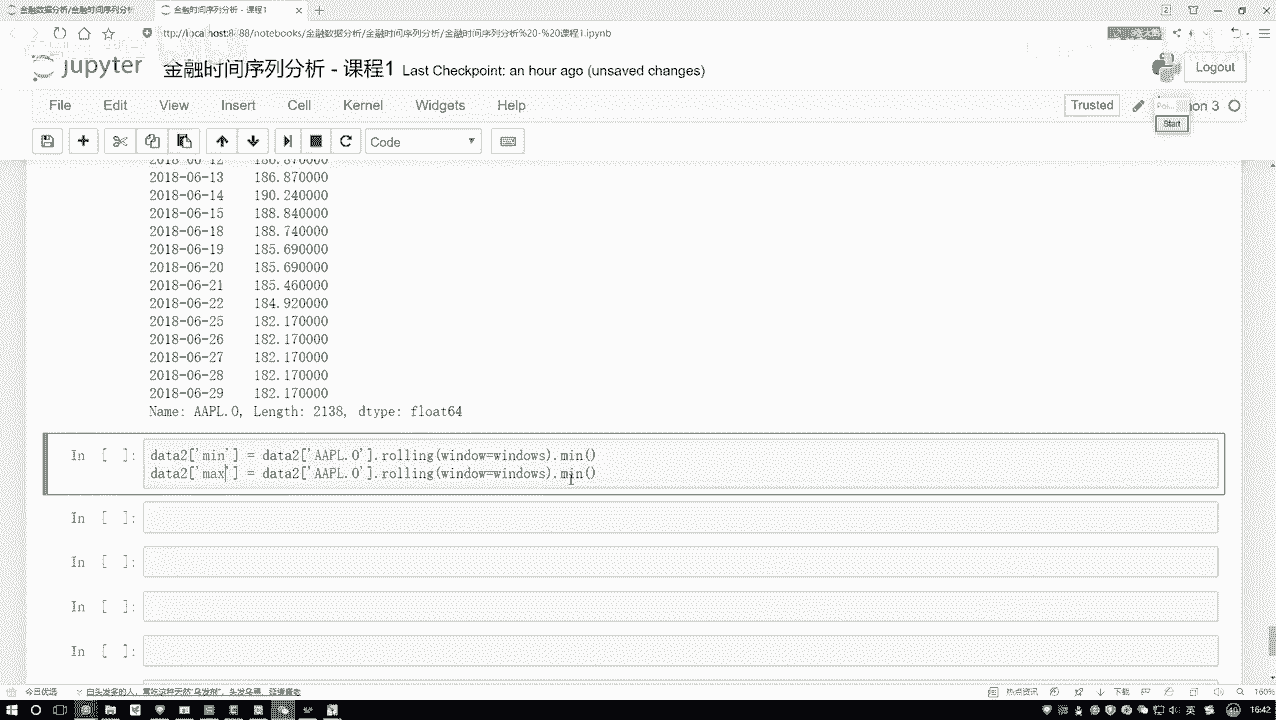 金融数据分析/金融时间序列分析
金融时间序列分析 - 课程1
ttp://localhost:8888/notebooks/金融数据分析/金融时间序列分析/金融时间序列分析%20-%20课程1.ipynb
jupyter 金融时间序列分析 - 课程1 Last Checkpoint: an hour ago (unsaved changes)
Logout
File Edit View Insert Cell Kernel Widgets Help
Trusted
on 3
Start
Code
2018-06-12 186.870000
2018-06-13 186.870000
2018-06-14 190.240000
2018-06-15 188.840000
2018-06-18 188.740000
2018-06-19 185.690000
2018-06-20 185.690000
2018-06-21 185.460000
2018-06-22 184.920000
2018-06-25 182.170000
2018-06-26 182.170000
2018-06-27 182.170000
2018-06-28 182.170000
2018-06-29 182.170000
Name: AAPL.O, Length: 2138, dtype: float64
In [ ]: data2['min'] = data2['AAPL.O'].rolling(window=windows).min()
data2['max'] = data2['AAPL.O'].rolling(window=windows).min()
In [ ]:
In [ ]:
In [ ]:
In [ ]:
今日优选
热点资讯
下载
160%
英
16:42